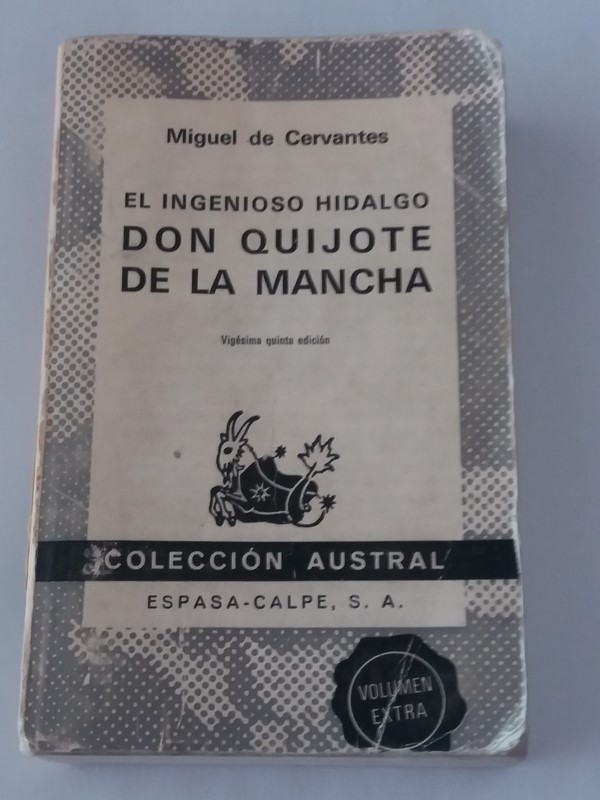 Miguel de Cervantes
EL INGENIOSO HIDALGO
DON QUIJOTE
DE LA MANCHA
Vigésima quinta edición
COLECCIÓN AUSTRAL
ESPASA-CALPE, S. A.
VOLUMEN
EXTRA